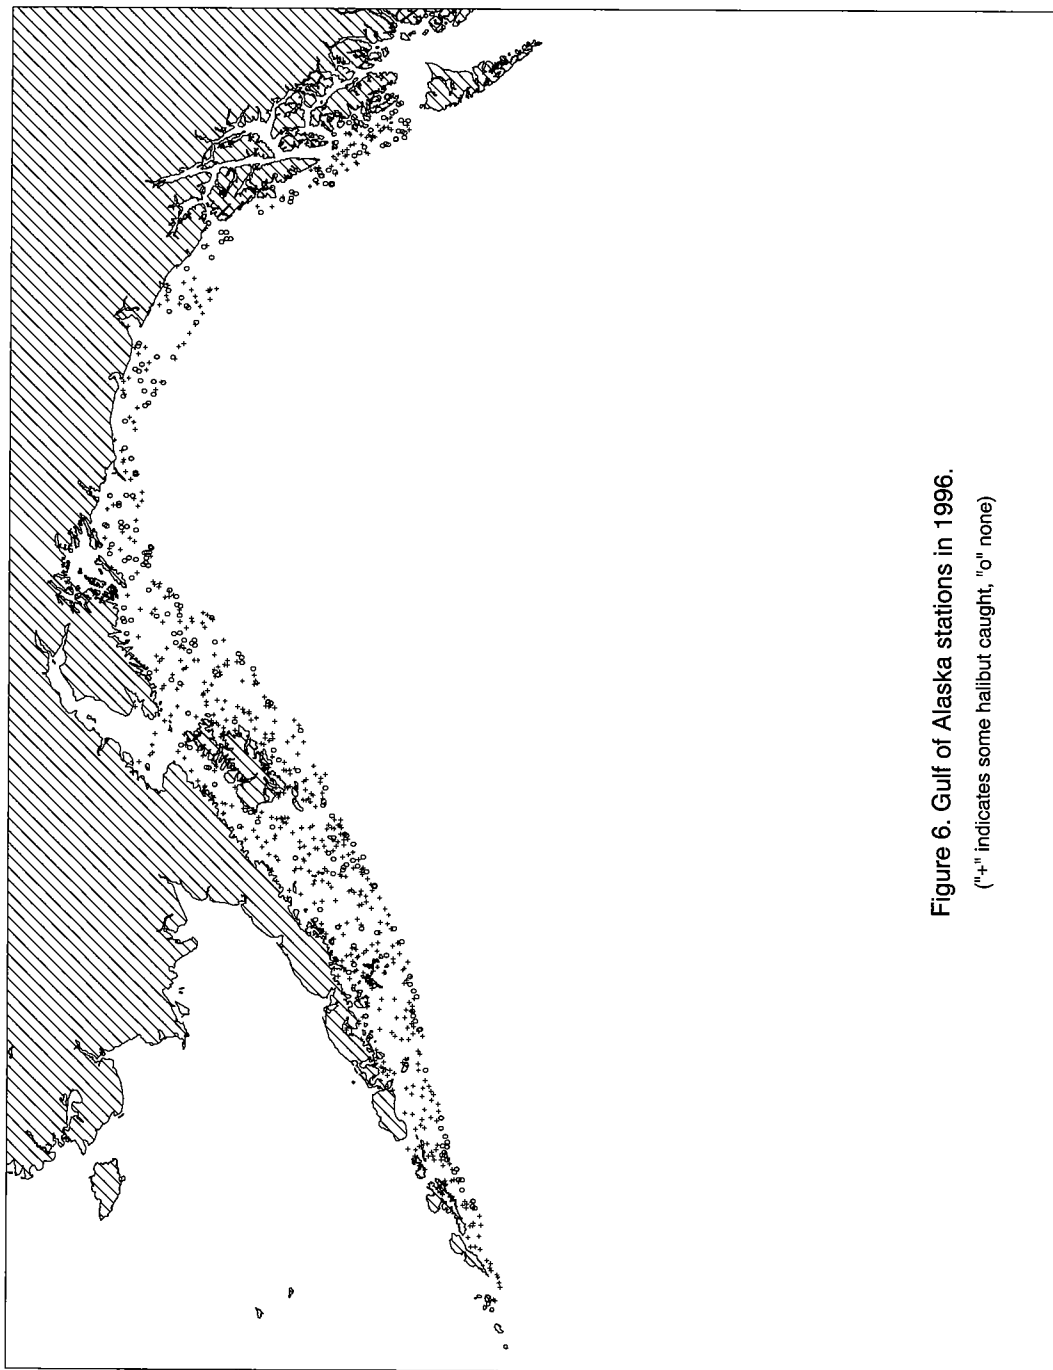 Figure 6. Gulf of Alaska stations in 1996.
("+" indicates some halibut caught, "o" none)